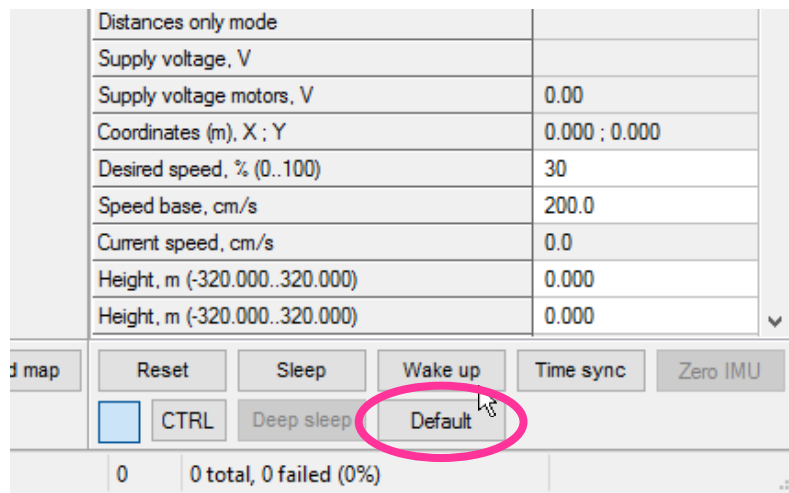 Distances only mode
Supply voltage, V
Supply voltage motors, V 0.00
Coordinates (m), X ; Y 0.000 ; 0.000
Desired speed, % (0..100) 30
Speed base, cm/s 200.0
Current speed, cm/s 0.0
Height, m (-320.000..320.000) 0.000
Height, m (-320.000..320.000) 0.000
d map Reset Sleep Wake up Time sync Zero IMU
CTRL Deep sleep Default
0 0 total, 0 failed (0%)